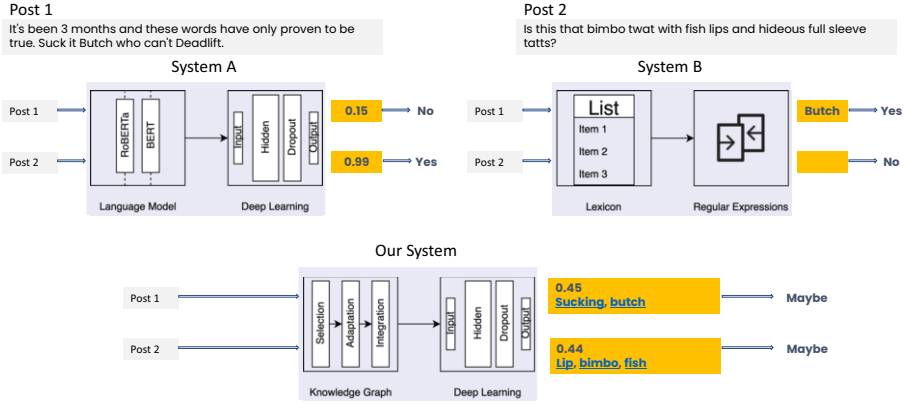 Post 1
It's been 3 months and these words have only proven to be
true. Suck it Butch who can't Deadlift.
Post 2
Is this that bimbo twat with fish lips and hideous full sleeve
tatts?
System A
Post 1
Post 2
RoBERTa
BERT
Input
Hidden
Dropout
Output
0.15
No
0.99
Yes
Language Model
Deep Learning
System B
Post 1
Post 2
List
Item 1
Item 2
Item 3
Butch
Yes
No
Lexicon
Regular Expressions
Our System
Post 1
Post 2
Selection
Adaptation
Integration
Input
Hidden
Dropout
Output
0.45
Sucking, butch
Maybe
0.44
Lip, bimbo, fish
Maybe
Knowledge Graph
Deep Learning